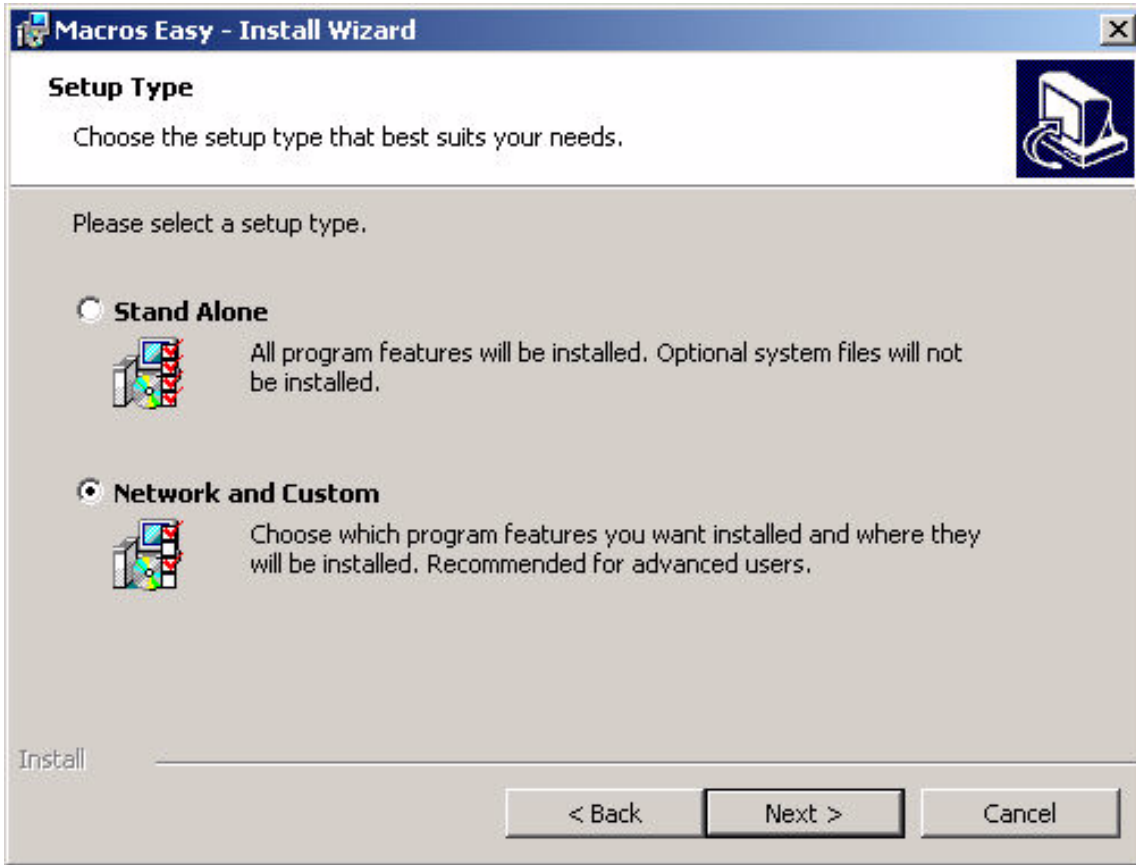 Macros Easy - Install Wizard
Setup Type
Choose the setup type that best suits your needs.
Please select a setup type.
Stand Alone
All program features will be installed. Optional system files will not
be installed.
Network and Custom
Choose which program features you want installed and where they
will be installed. Recommended for advanced users.
Install
< Back
Next >
Cancel